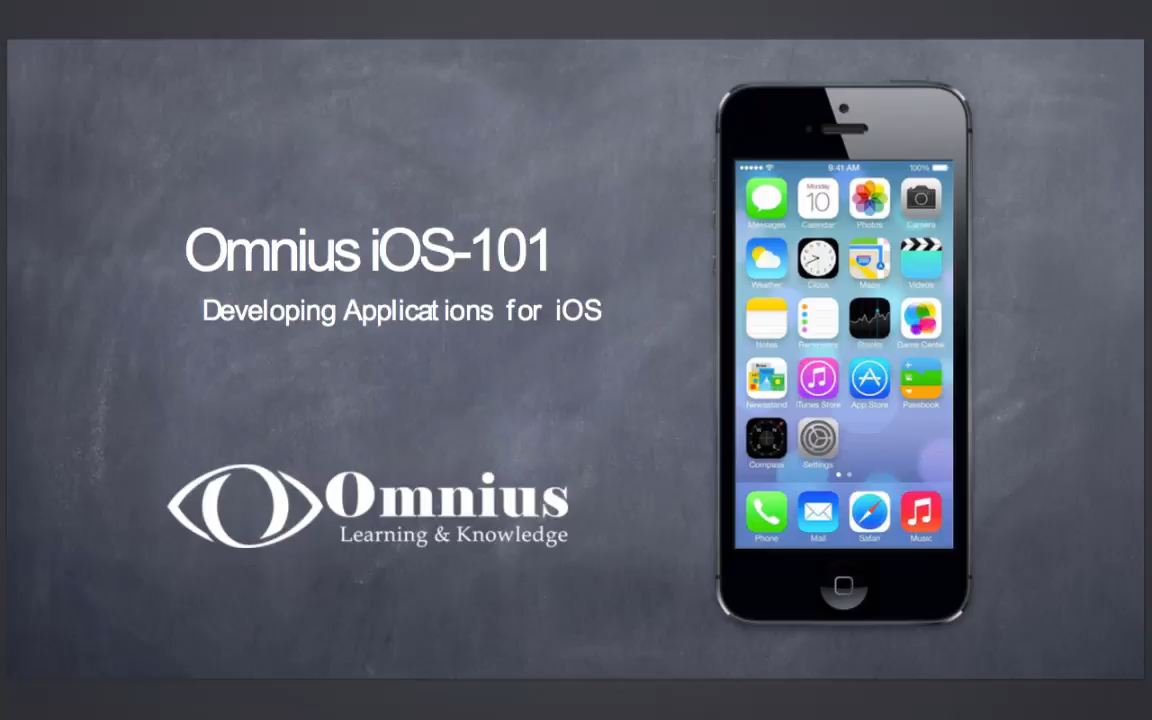 Omnius iOS-101
Developing Applications for iOS
Omnius
Learning & Knowledge
9:41 AM 100%
Monday
10
Messages Calendar Photos Camera
Weather Clock Maps Videos
Notes Reminders Stocks Game Center
Newsstand iTunes Store App Store Passbook
Compass Settings
Phone Mail Safari Music